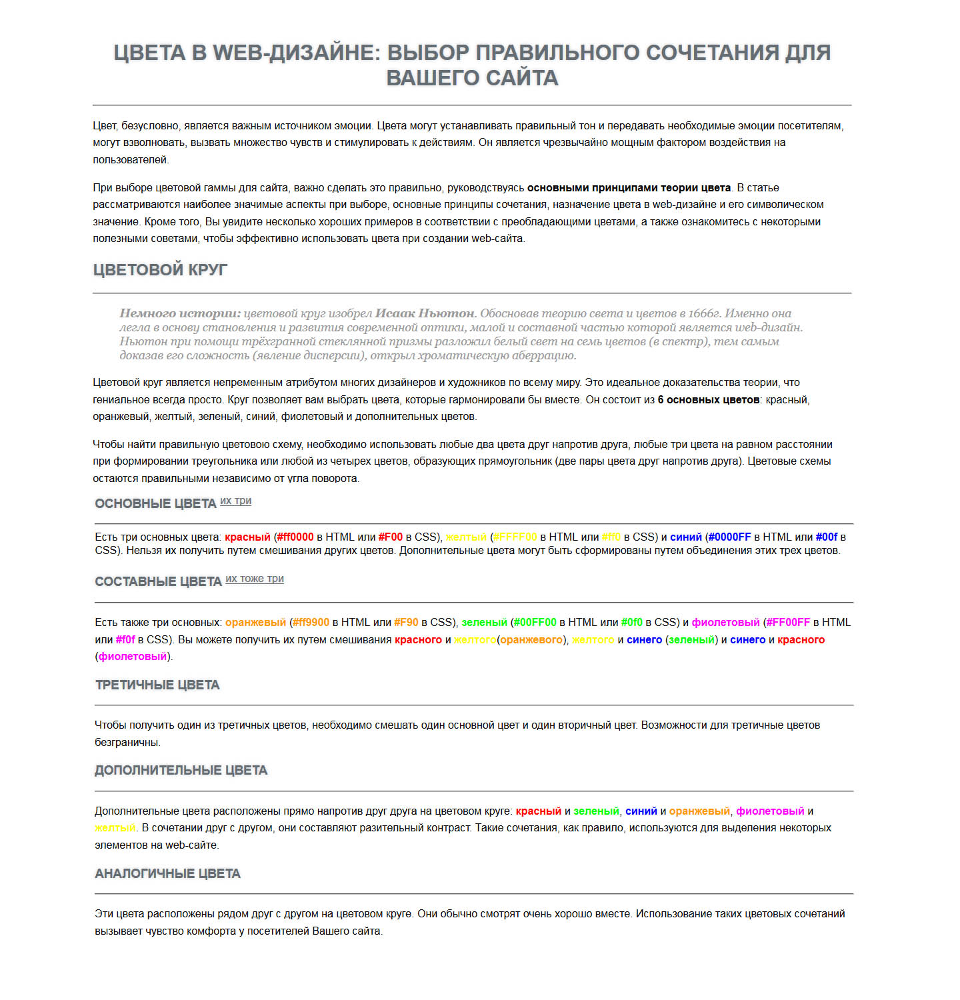 ЦВЕТА В WEB-ДИЗАЙНЕ: ВЫБОР ПРАВИЛЬНОГО СОЧЕТАНИЯ ДЛЯ
ВАШЕГО САЙТА
Цвет, безусловно, является важным источником эмоции. Цвета могут устанавливать правильный тон и передавать необходимые эмоции посетителям,
могут взволновать, вызвать множество чувств и стимулировать к действиям. Он является чрезвычайно мощным фактором воздействия на
пользователей.
При выборе цветовой гаммы для сайта, важно сделать это правильно, руководствуясь основными принципами теории цвета. В статье
рассматриваются наиболее значимые аспекты при выборе, основные принципы сочетания, назначение цвета в web-дизайне и его символическом
значение. Кроме того, Вы увидите несколько хороших примеров в соответствии с преобладающими цветами, а также ознакомитесь с некоторыми
полезными советами, чтобы эффективно использовать цвета при создании web-сайта.
ЦВЕТОВОЙ КРУГ
Немного истории: цветовой круг изобрел Исаак Ньютон. Обосновав теорию света и цветов в 1666г. Именно она
легла в основу становления и развития современной оптики, малой и составной частью которой является web-дизайн.
Ньютон при помощи трёхгранной стеклянной призмы разложил белый свет на семь цветов (в спектр), тем самым
доказав его сложность (явление дисперсии), открыл хроматическую аберрацию.
Цветовой круг является непременным атрибутом многих дизайнеров и художников по всему миру. Это идеальное доказательства теории, что
гениальное всегда просто. Круг позволяет вам выбрать цвета, которые гармонировали бы вместе. Он состоит из 6 основных цветов: красный,
оранжевый, желтый, зеленый, синий, фиолетовый и дополнительных цветов.
Чтобы найти правильную цветовою схему, необходимо использовать любые два цвета друг напротив друга, любые три цвета на равном расстоянии
при формировании треугольника или любой из четырех цветов, образующих прямоугольник (две пары цвета друг напротив друга). Цветовые схемы
остаются правильными независимо от угла поворота.
ОСНОВНЫЕ ЦВЕТА их три
Есть три основных цвета: красный (#ff0000 в HTML или #F00 в CSS), желтый (#FFFF00 в HTML или #ff0 в CSS) и синий (#0000FF в HTML или #00f в
CSS). Нельзя их получить путем смешивания других цветов. Дополнительные цвета могут быть сформированы путем объединения этих трех цветов.
СОСТАВНЫЕ ЦВЕТА их тоже три
Есть также три основных: оранжевый (#ff9900 в HTML или #F90 в CSS), зеленый (#00FF00 в HTML или #0f0 в CSS) и фиолетовый (#FF00FF в HTML
или #f0f в CSS). Вы можете получить их путем смешивания красного и желтого(оранжевого), желтого и синего (зеленый) и синего и красного
(фиолетовый).
ТРЕТИЧНЫЕ ЦВЕТА
Чтобы получить один из третичных цветов, необходимо смешать один основной цвет и один вторичный цвет. Возможности для третичные цветов
безграничны.
ДОПОЛНИТЕЛЬНЫЕ ЦВЕТА
Дополнительные цвета расположены прямо напротив друг друга на цветовом круге: красный и зеленый, синий и оранжевый, фиолетовый и
желтый. В сочетании друг с другом, они составляют разительный контраст. Такие сочетания, как правило, используются для выделения некоторых
элементов на web-сайте.
АНАЛОГИЧНЫЕ ЦВЕТА
Эти цвета расположены рядом друг с другом на цветовом круге. Они обычно смотрят очень хорошо вместе. Использование таких цветовых сочетаний
вызывает чувство комфорта у посетителей Вашего сайта.